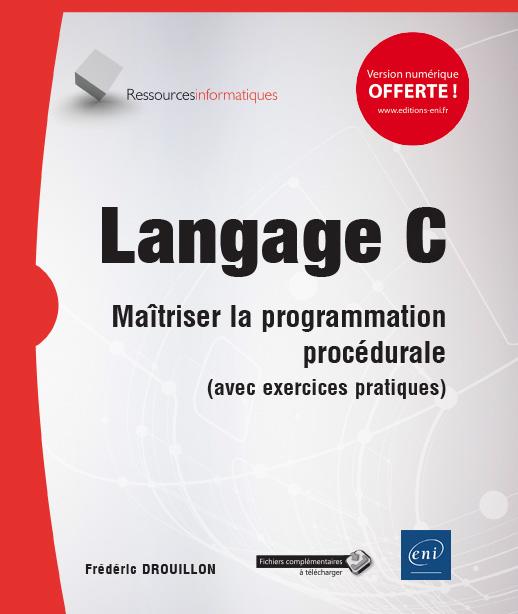 Ressourcesinformatiques
Version numérique
OFFERTE !
www.editions-eni.fr
Langage C
Maîtriser la programmation
procédurale
(avec exercices pratiques)
Frédéric DROUILLON
Fichiers complémentaires
à télécharger
eni